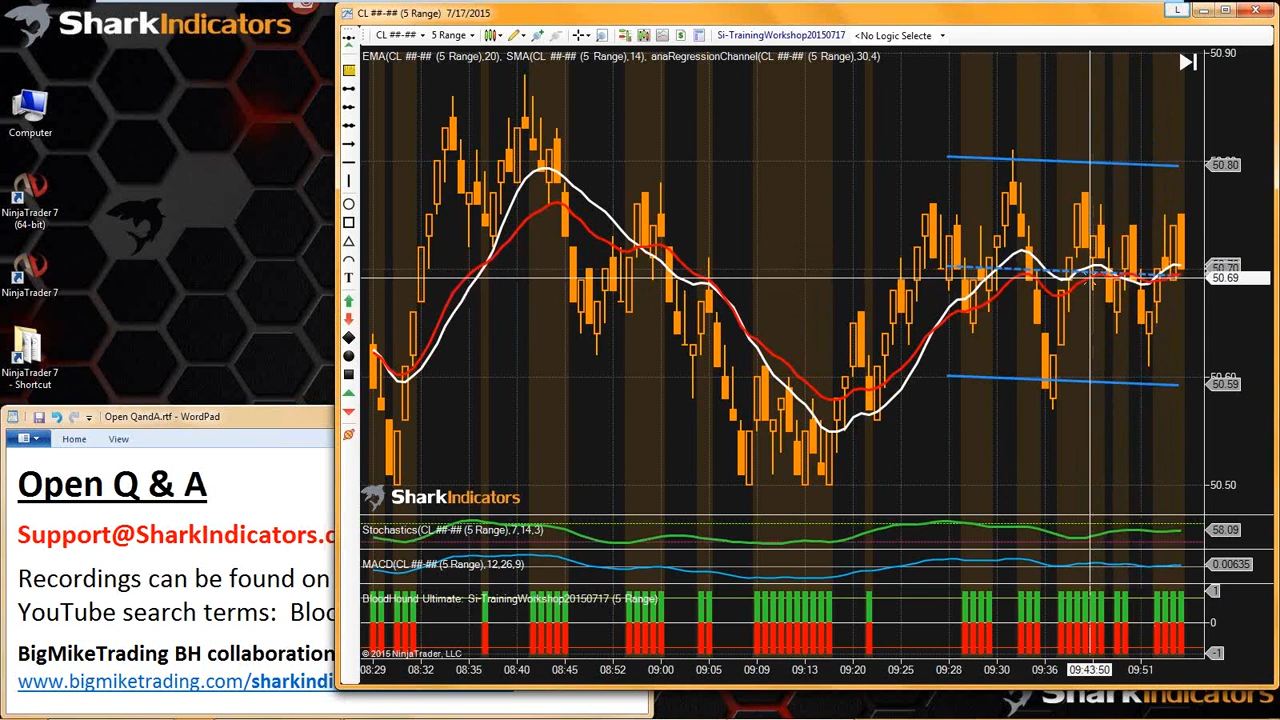 SharkIndicators
Computer
NinjaTrader 7
(64-bit)
NinjaTrader 7
NinjaTrader 7
- Shortcut
Open QandA.rtf - WordPad
Home View
Open Q & A
Support@SharkIndicators.c
Recordings can be found on
YouTube search terms: Bloo
BigMikeTrading BH collaboration
www.bigmiketrading.com/sharkindi
CL ##-## (5 Range) 7/17/2015
L
CL ##-## 5 Range Si-TrainingWorkshop20150717 <No Logic Selecte
EMA(CL ##-## (5 Range),20), SMA(CL ##-## (5 Range),14), anaRegressionChannel(CL ##-## (5 Range),30.4)
T
50.90
50.80
50.70
50.69
50.60
50.59
50.50
SharkIndicators
Stochastics(CL ##-## (5 Range),7,14,3)
58.09
MACD(CL ##-## (5 Range),12,26,9)
0.00635
BloodHound Ultimate: Si-TrainingWorkshop20150717 (5 Range)
1
0
-1
© 2015 NinjaTrader, LLC
08:29 08:32 08:35 08:41 08:45 08:52 09:00 09:05 09:09 09:13 09:20 09:25 09:28 09:30 09:36 09:43:50 09:51
SharkIndicators